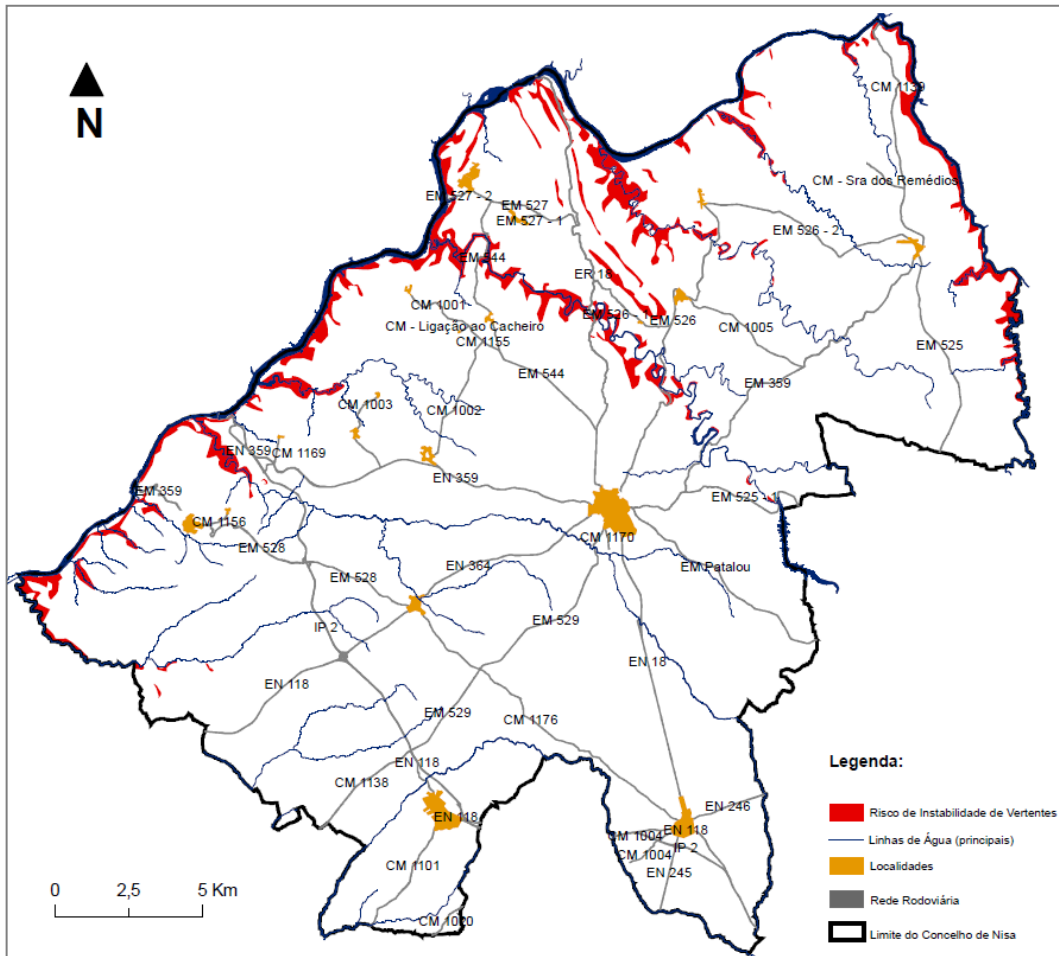 N
CM 1139
CM - Sra dos Remédios
EM 527 - 2
EM 527
EM 527 - 1
EM 526 - 2
EM 544
ER 18
CM 1001
EM 526 - 1
EM 526
CM - Ligação ao Cacheiro
CM 1005
CM 1155
EM 525
EM 544
EM 359
CM 1003
CM 1002
EN 359
CM 1169
EN 359
EM 359
EM 525 - 1
CM 1156
CM 1170
EM 528
EN 364
EM Patalou
EM 528
EM 529
IP 2
EN 18
EN 118
EM 529
CM 1176
EN 118
CM 1138
EN 118
EN 246
CM 1004
EN 118
IP 2
CM 1004
CM 1101
EN 245
CM 1020
0 2,5 5 Km
Legenda:
Risco de Instabilidade de Vertentes
Linhas de Água (principais)
Localidades
Rede Rodoviária
Limite do Concelho de Nisa